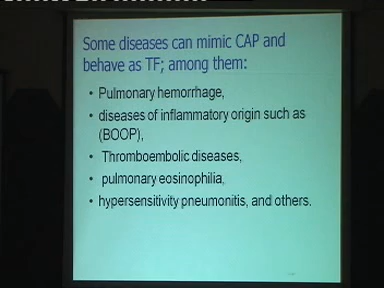 Some diseases can mimic CAP and
behave as TF; among them:
• Pulmonary hemorrhage,
• diseases of inflammatory origin such as
(BOOP),
• Thromboembolic diseases,
• pulmonary eosinophilia,
• hypersensitivity pneumonitis, and others.